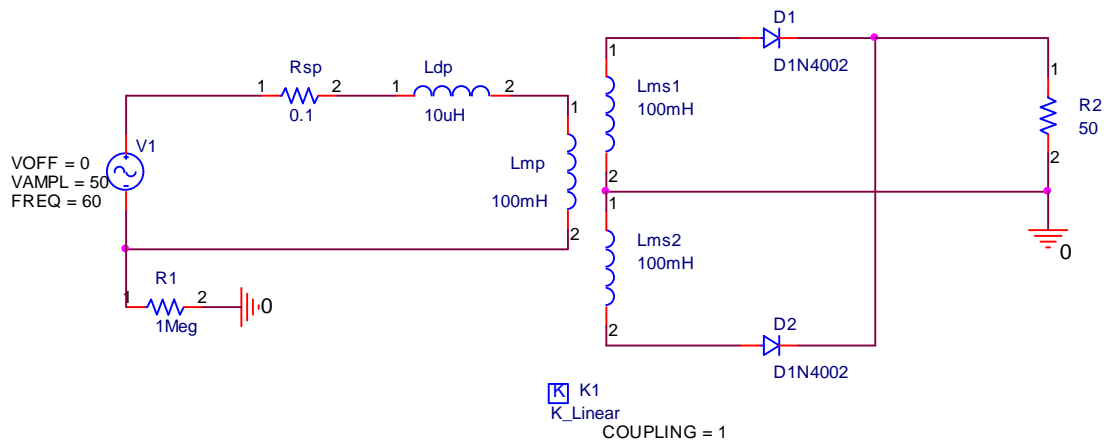 D1
1
D1N4002
Rsp
1 2
0.1
Ldp
1 2
10uH
1
Lms1
100mH
2
1
R2
50
2
V1
VOFF = 0
VAMPL = 50
FREQ = 60
1
Lmp
100mH
2
1
Lms2
100mH
2
0
R1
1 2
1Meg
0
D2
D1N4002
K K1
K_Linear
COUPLING = 1